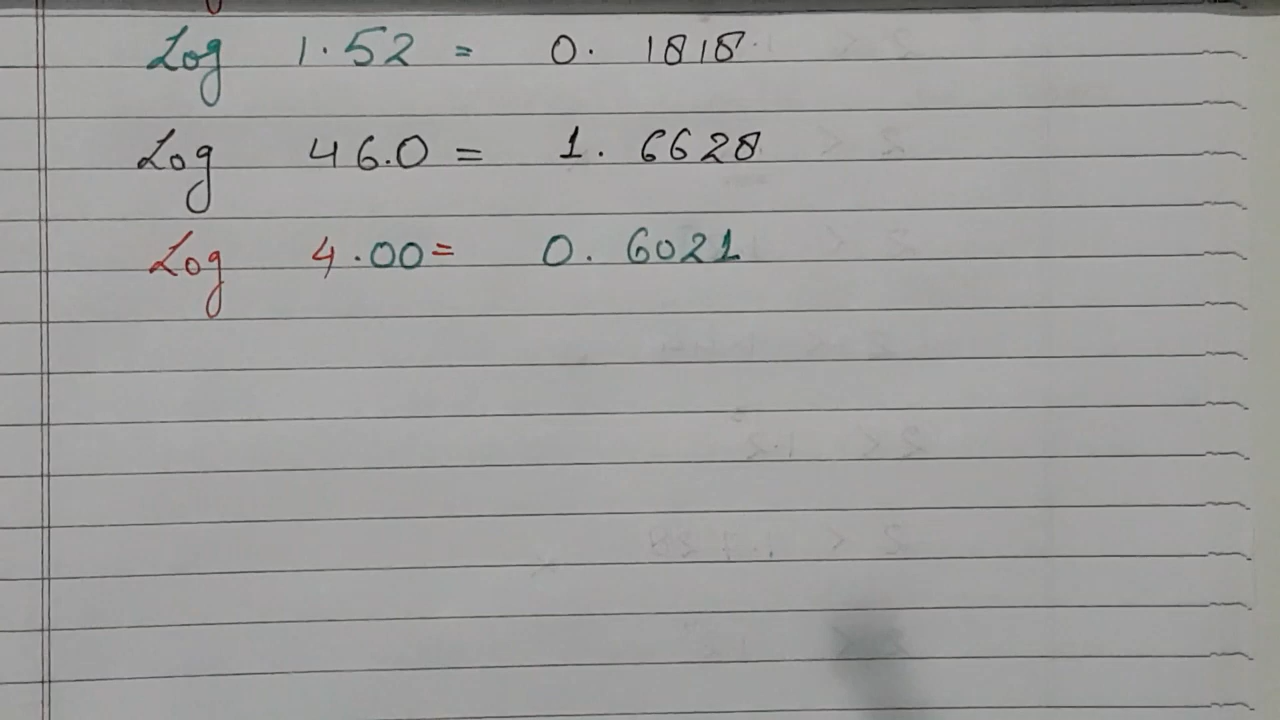 Log 1.52 = 0. 1818
Log 46.0 = 1. 6628
Log 4.00 = 0. 6021